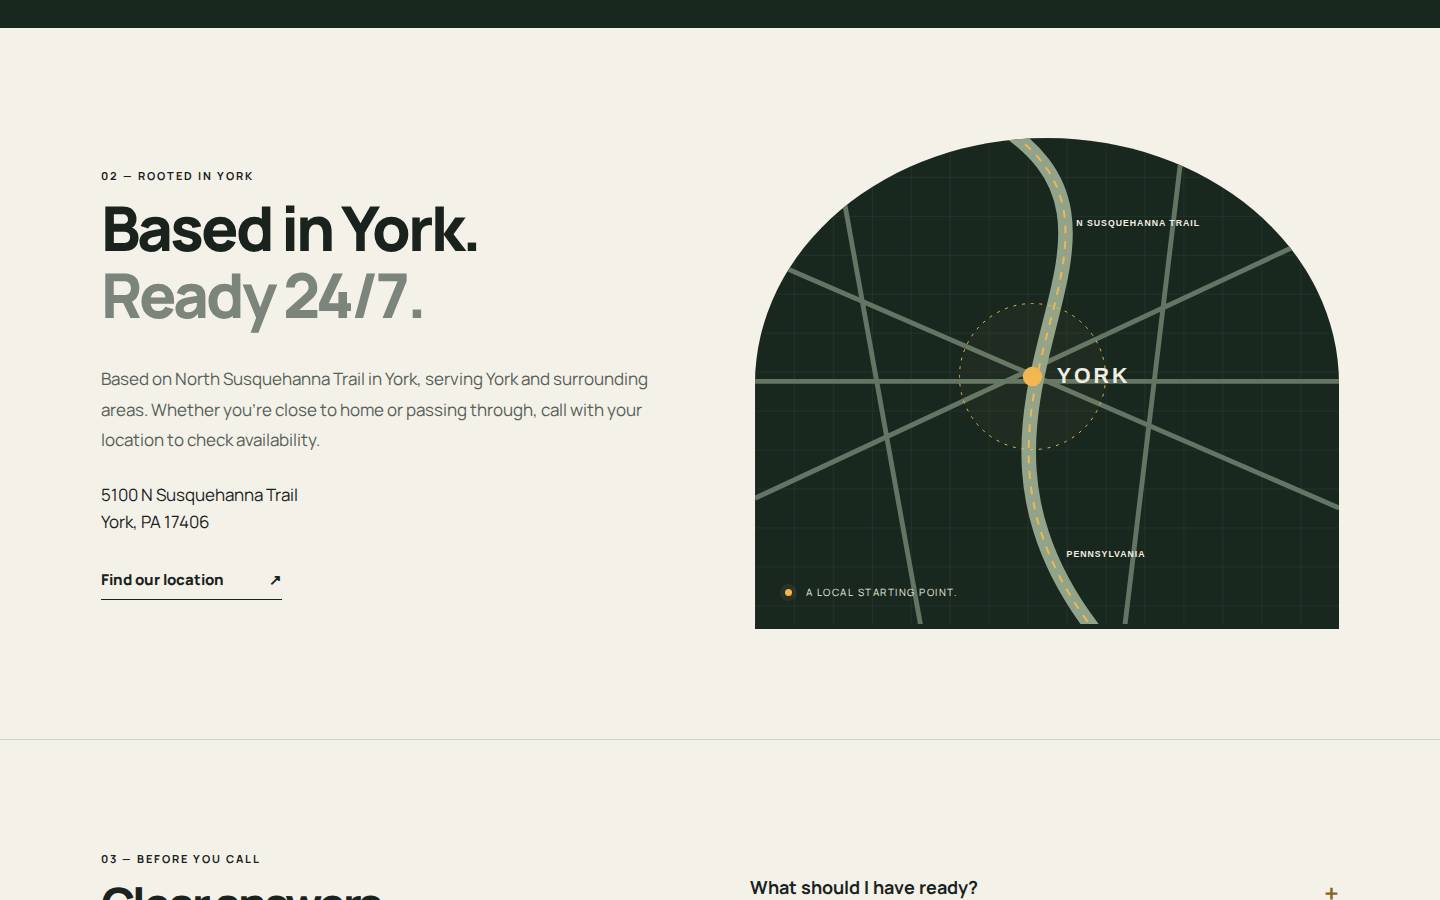 02 — ROOTED IN YORK
Based in York.
Ready 24/7.
Based on North Susquehanna Trail in York, serving York and surrounding
areas. Whether you’re close to home or passing through, call with your
location to check availability.
5100 N Susquehanna Trail
York, PA 17406
Find our location ↗
N SUSQUEHANNA TRAIL
YORK
PENNSYLVANIA
A LOCAL STARTING POINT.
03 — BEFORE YOU CALL
Clear answers
What should I have ready? +